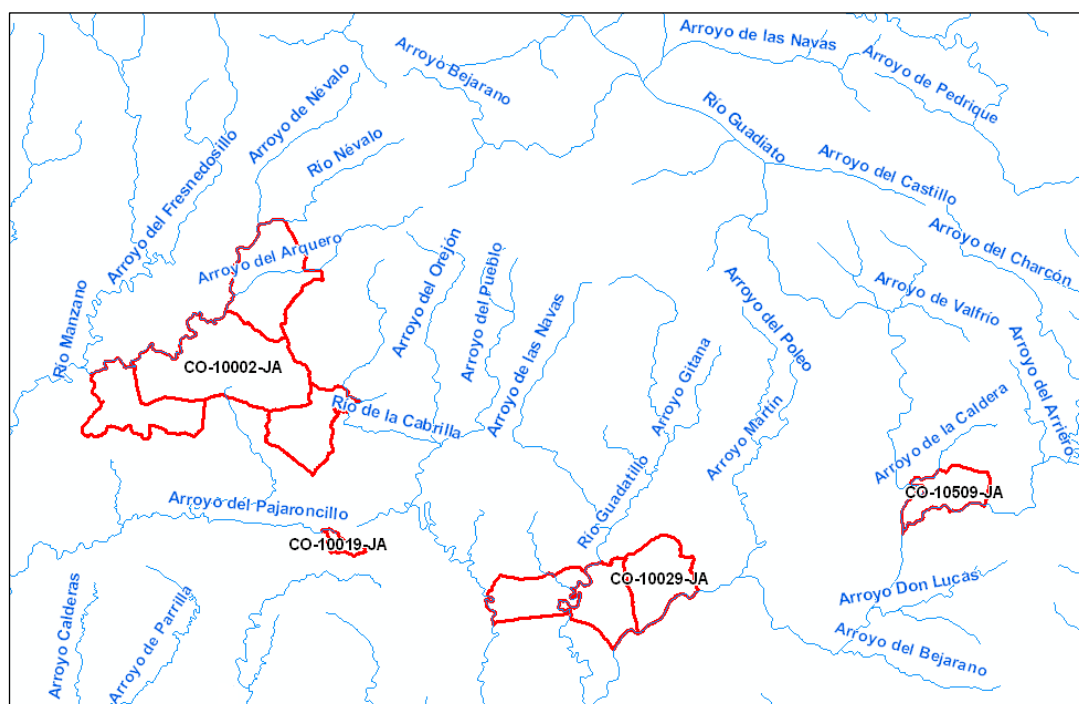 Arroyo de las Navas
Arroyo Bejarano
Arroyo de Pedrique
Arroyo de Névalo
Río Guadiato
Río Névalo
Arroyo del Castillo
Arroyo del Fresnedosillo
Arroyo del Arquero
Arroyo del Orejón
Arroyo del Pueblo
Arroyo del Charcón
Río Manzano
Arroyo de las Navas
Arroyo del Poleo
Arroyo de Valfrío
CO-10002-JA
Arroyo Gitana
Arroyo del Arriero
Río de la Cabrilla
Arroyo Martín
Arroyo de la Caldera
CO-10509-JA
Arroyo del Pajaroncillo
Río Guadatillo
CO-10019-JA
CO-10029-JA
Arroyo Calderas
Arroyo de Parrilla
Arroyo Don Lucas
Arroyo del Bejarano